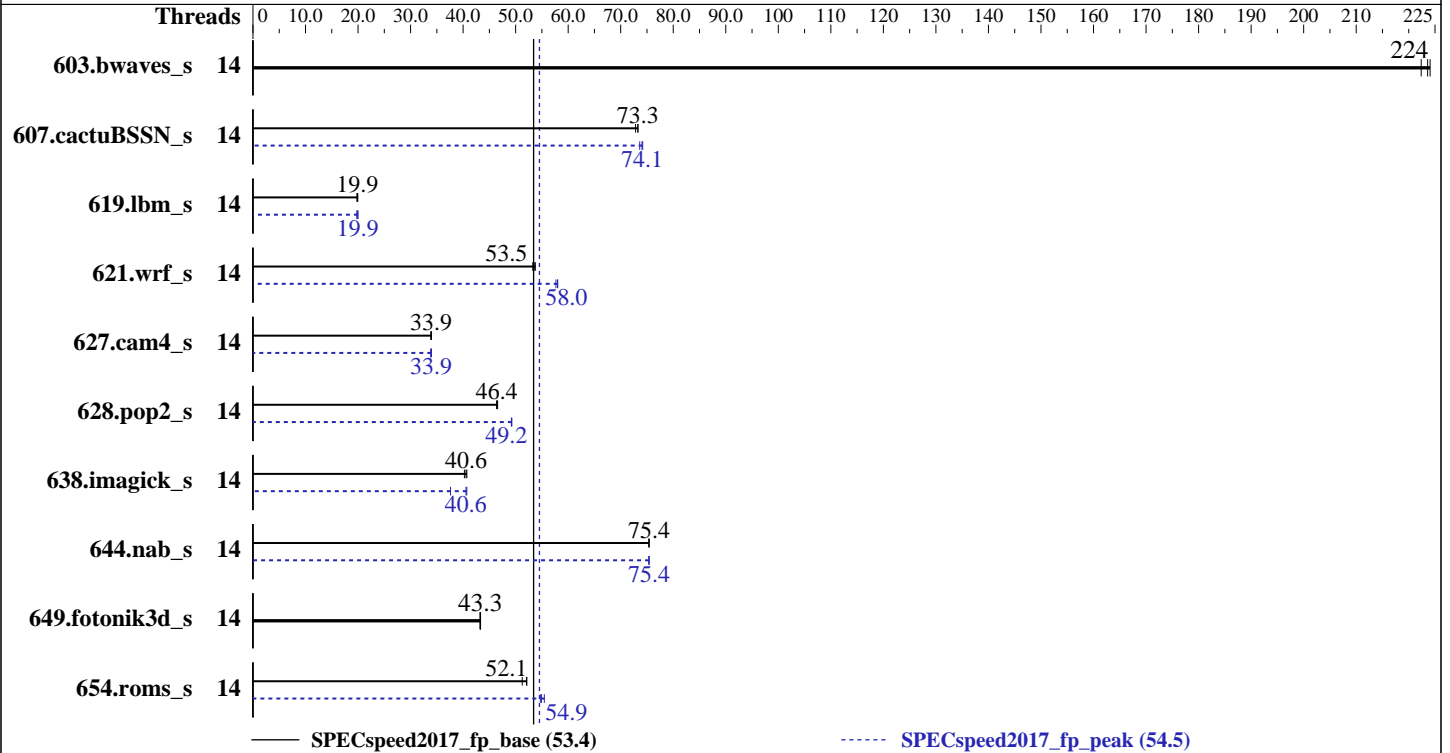 Threads 0 10.0 20.0 30.0 40.0 50.0 60.0 70.0 80.0 90.0 100 110 120 130 140 150 160 170 180 190 200 210 225
224
603.bwaves_s 14
73.3
607.cactuBSSN_s 14
74.1
19.9
619.lbm_s 14
19.9
53.5
621.wrf_s 14
58.0
33.9
627.cam4_s 14
33.9
46.4
628.pop2_s 14
49.2
40.6
638.imagick_s 14
40.6
75.4
644.nab_s 14
75.4
43.3
649.fotonik3d_s 14
52.1
654.roms_s 14
54.9
SPECspeed2017_fp_base (53.4) SPECspeed2017_fp_peak (54.5)